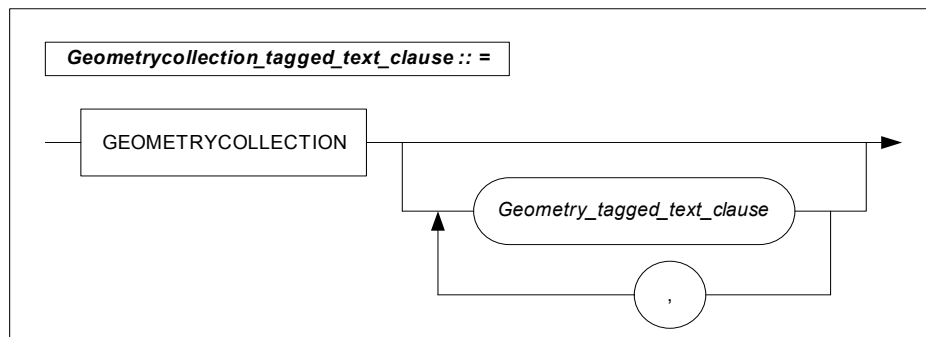 Geometrycollection_tagged_text_clause :: =
GEOMETRYCOLLECTION
Geometry_tagged_text_clause
,